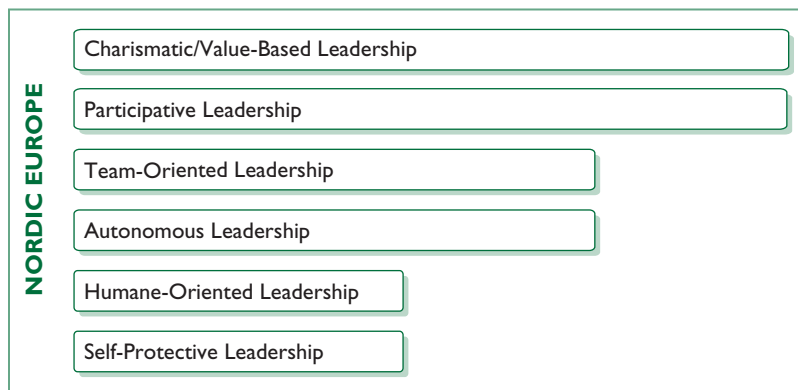 NORDIC EUROPE
Charismatic/Value-Based Leadership
Participative Leadership
Team-Oriented Leadership
Autonomous Leadership
Humane-Oriented Leadership
Self-Protective Leadership